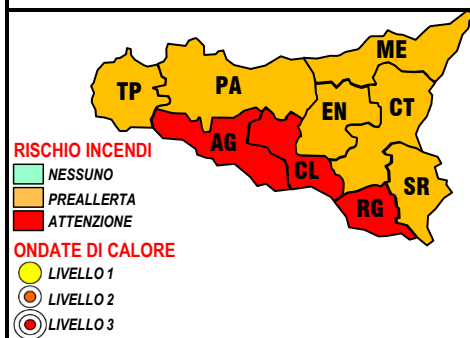 ME
TP
PA
EN
CT
AG
CL
SR
RG
RISCHIO INCENDI
NESSUNO
PREALLERTA
ATTENZIONE
ONDATE DI CALORE
LIVELLO 1
LIVELLO 2
LIVELLO 3